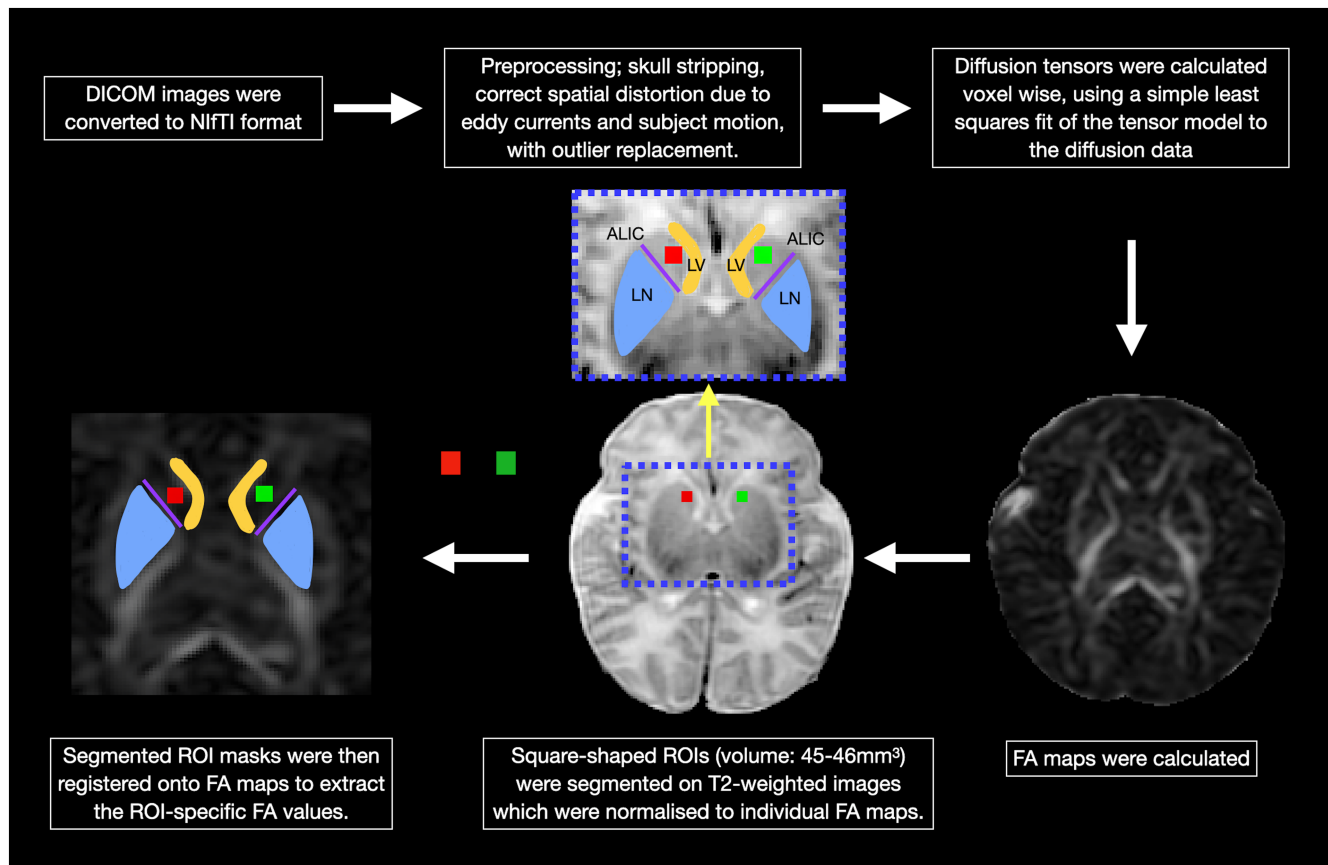 DICOM images were
converted to NIfTI format
Preprocessing; skull stripping,
correct spatial distortion due to
eddy currents and subject motion,
with outlier replacement.
Diffusion tensors were calculated
voxel wise, using a simple least
squares fit of the tensor model to
the diffusion data
ALIC
ALIC
LV
LV
LN
LN
Segmented ROI masks were then
registered onto FA maps to extract
the ROI-specific FA values.
Square-shaped ROIs (volume: 45-46mm³)
were segmented on T2-weighted images
which were normalised to individual FA maps.
FA maps were calculated